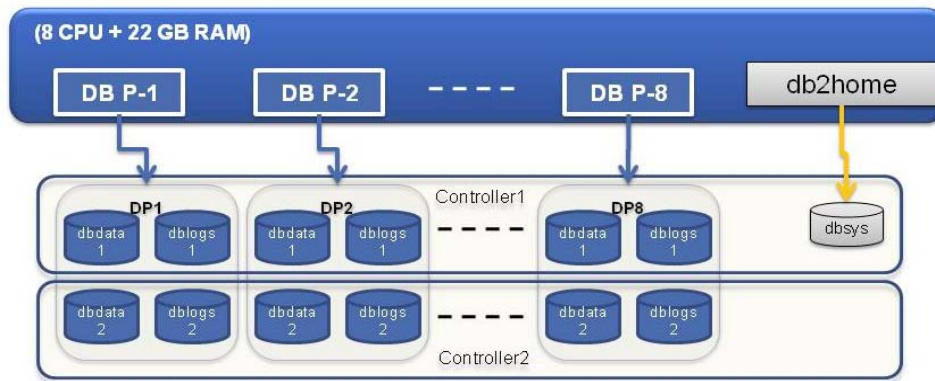 (8 CPU + 22 GB RAM)
DB P-1
DB P-2
DB P-8
db2home
DP1
DP2
Controller1
DP8
dbdata
1
dblogs
1
dbdata
1
dblogs
1
dbdata
1
dblogs
1
dbsys
dbdata
2
dblogs
2
dbdata
2
dblogs
2
dbdata
2
dblogs
2
Controller2